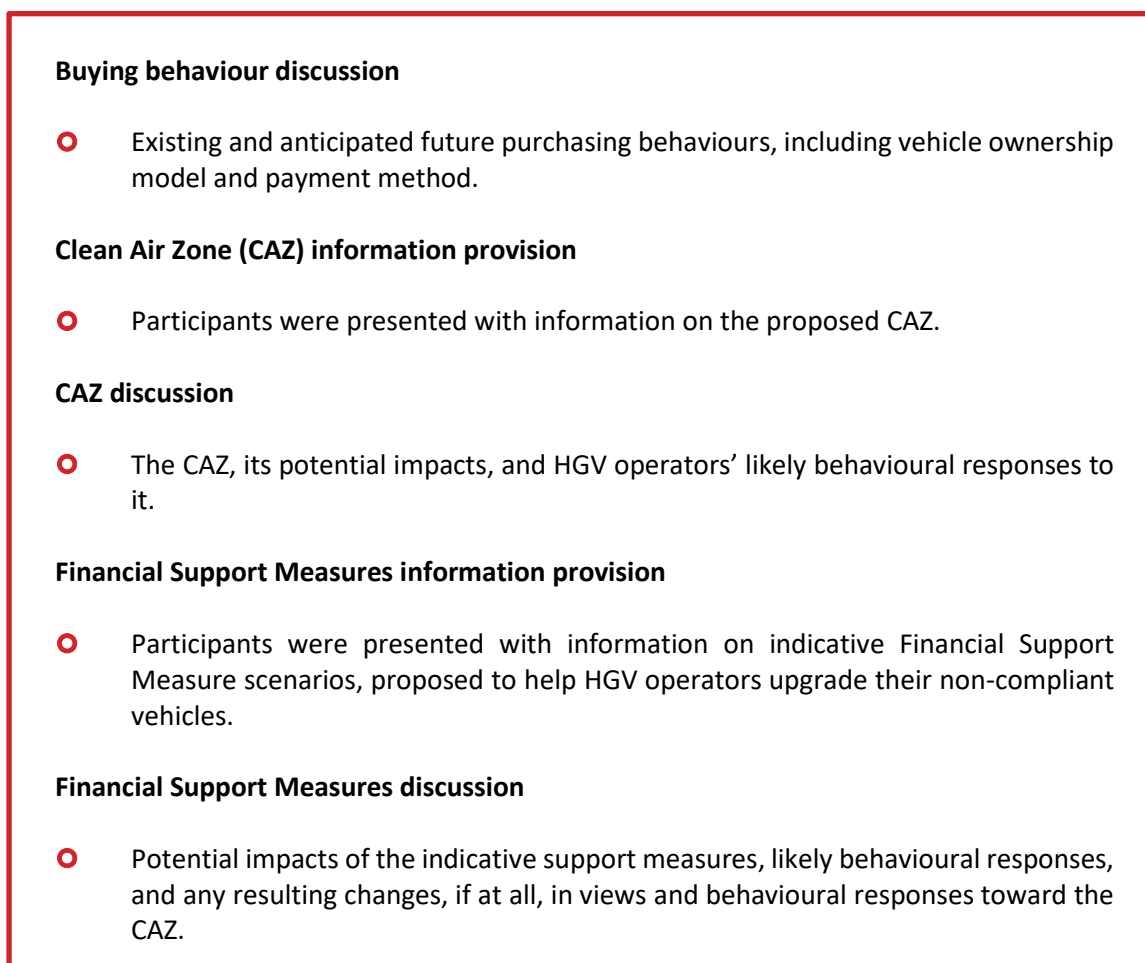 Buying behaviour discussion
Existing and anticipated future purchasing behaviours, including vehicle ownership
model and payment method.
Clean Air Zone (CAZ) information provision
Participants were presented with information on the proposed CAZ.
CAZ discussion
The CAZ, its potential impacts, and HGV operators’ likely behavioural responses to
it.
Financial Support Measures information provision
Participants were presented with information on indicative Financial Support
Measure scenarios, proposed to help HGV operators upgrade their non-compliant
vehicles.
Financial Support Measures discussion
Potential impacts of the indicative support measures, likely behavioural responses,
and any resulting changes, if at all, in views and behavioural responses toward the
CAZ.